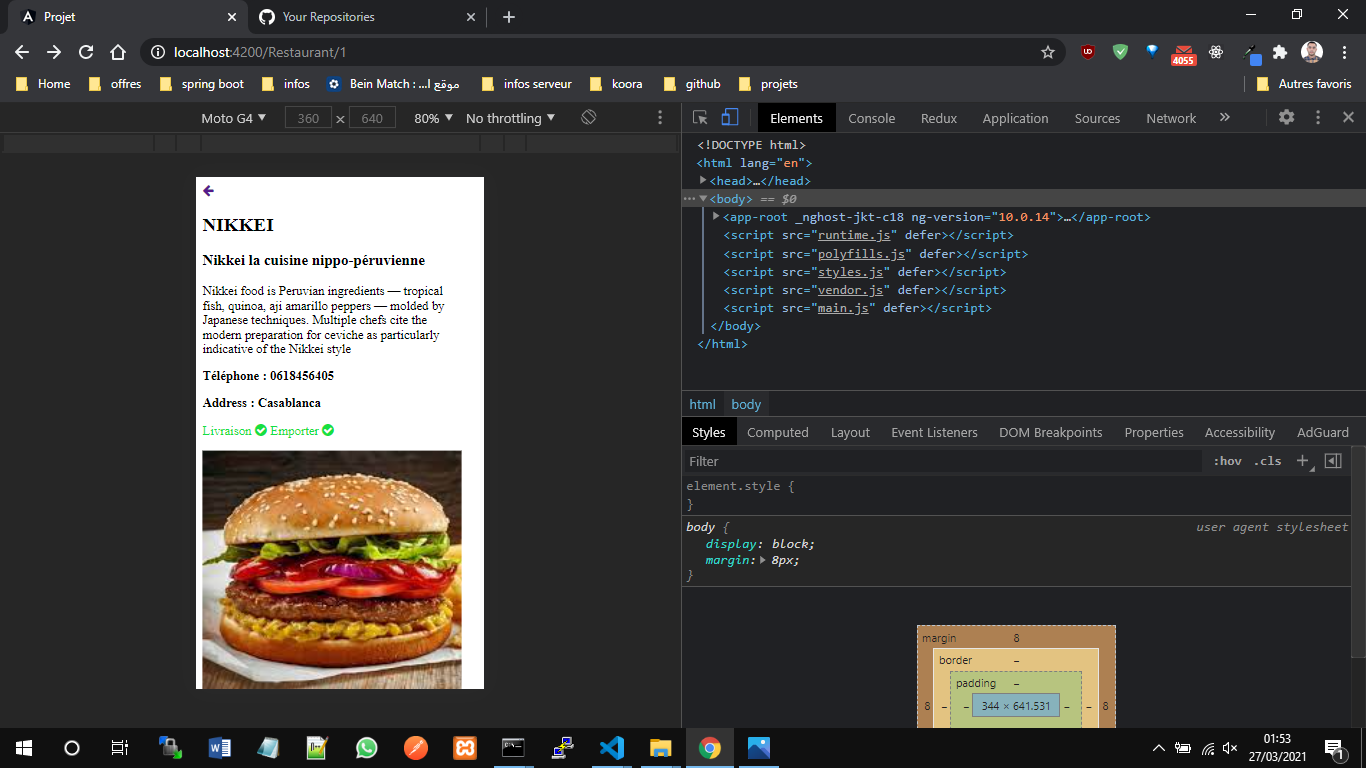 Projet
Your Repositories
localhost:4200/Restaurant/1
4055
Home
offres
spring boot
infos
Bein Match : ...موقع ا
infos serveur
koora
github
projets
Autres favoris
Moto G4 360 x 640 80% No throttling
Elements Console Redux Application Sources Network »
NIKKEI
Nikkei la cuisine nippo-péruvienne
Nikkei food is Peruvian ingredients — tropical
fish, quinoa, aji amarillo peppers — molded by
Japanese techniques. Multiple chefs cite the
modern preparation for ceviche as particularly
indicative of the Nikkei style
Téléphone : 0618456405
Address : Casablanca
Livraison Emporter
<!DOCTYPE html>
<html lang="en">
<head>…</head>
<body> == $0
<app-root _nghost-jkt-c18 ng-version="10.0.14">…</app-root>
<script src="runtime.js" defer></script>
<script src="polyfills.js" defer></script>
<script src="styles.js" defer></script>
<script src="vendor.js" defer></script>
<script src="main.js" defer></script>
</body>
</html>
html body
Styles Computed Layout Event Listeners DOM Breakpoints Properties Accessibility AdGuard
Filter :hov .cls
element.style {
}
body { user agent stylesheet
display: block;
margin: 8px;
}
margin 8
border –
padding –
8 – – 344 × 641.531 – – 8
01:53
27/03/2021
1